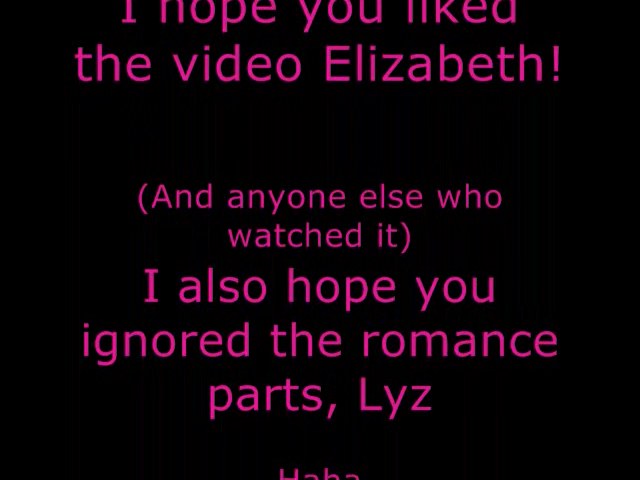 I hope you liked
the video Elizabeth!
(And anyone else who
watched it)
I also hope you
ignored the romance
parts, Lyz
Haha